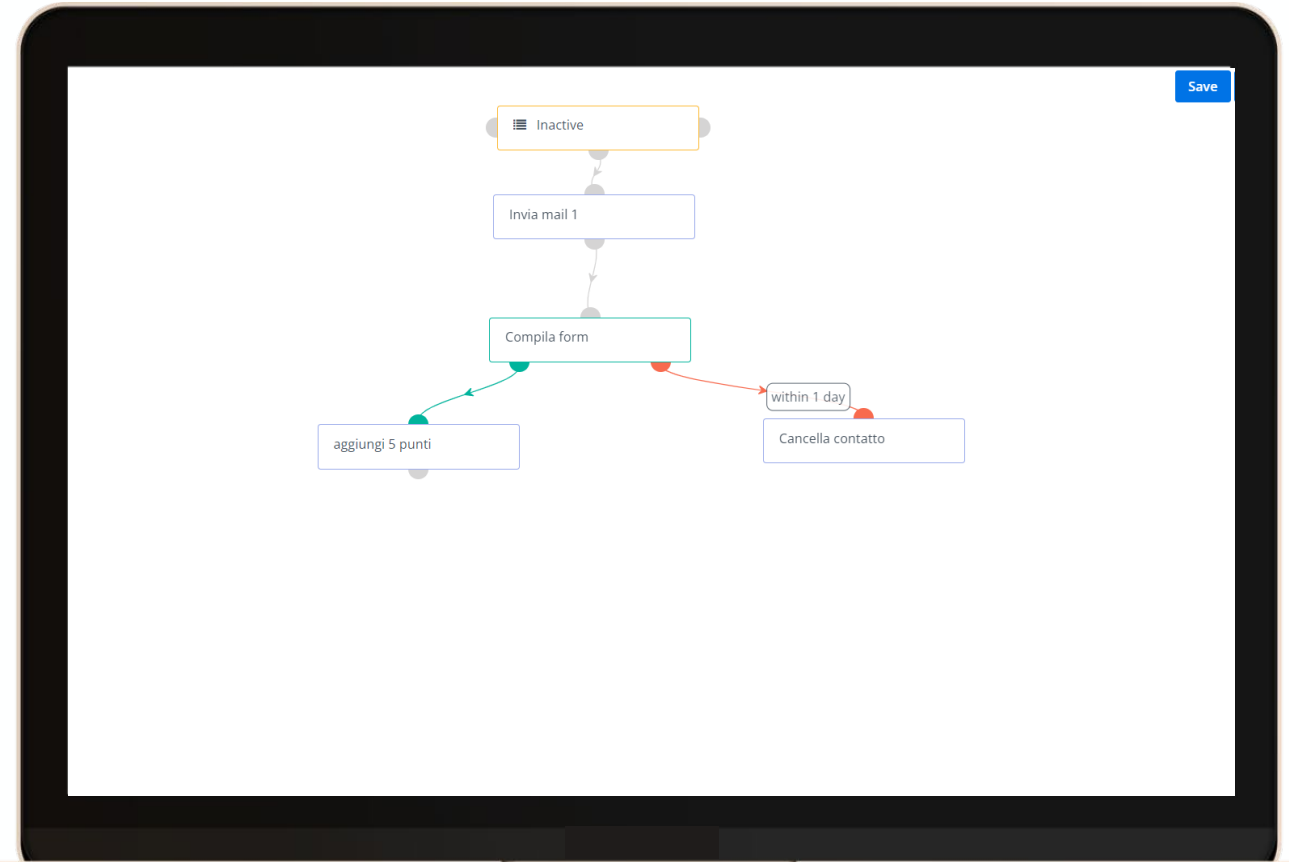 Save
Inactive
Invia mail 1
Compila form
within 1 day
Cancella contatto
aggiungi 5 punti